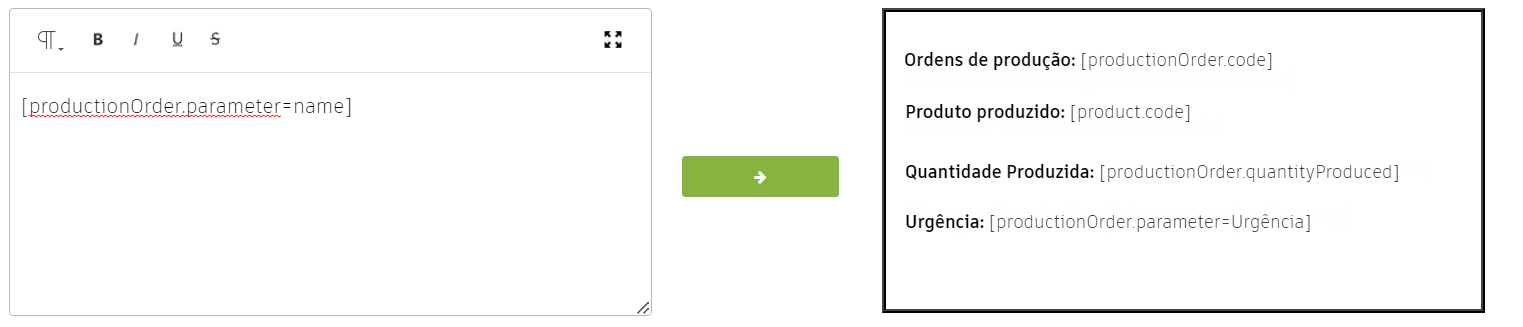 B I U S
[productionOrder.parameter=name]
Ordens de produção: [productionOrder.code]
Produto produzido: [product.code]
Quantidade Produzida: [productionOrder.quantityProduced]
Urgência: [productionOrder.parameter=Urgência]